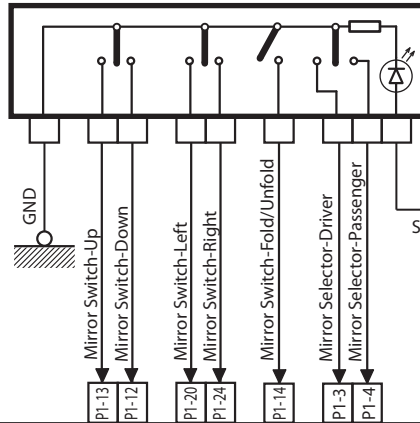 GND
Mirror Switch-Up
Mirror Switch-Down
Mirror Switch-Left
Mirror Switch-Right
Mirror Switch-Fold/Unfold
Mirror Selector-Driver
Mirror Selector-Passenger
S
P1-13
P1-12
P1-20
P1-24
P1-14
P1-3
P1-4